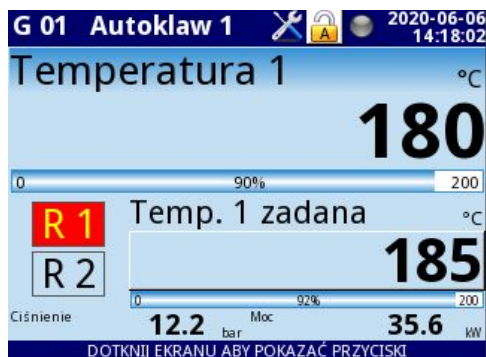 G 01 Autoklaw 1 A 2020-06-06
14:18:02
Temperatura 1 °C
180
0 90% 200
R 1 Temp. 1 zadana °C
R 2 185
0 92% 200
Ciśnienie 12.2 bar Moc 35.6 kW
DOTKNIJ EKRANU ABY POKAZAĆ PRZYCISKI